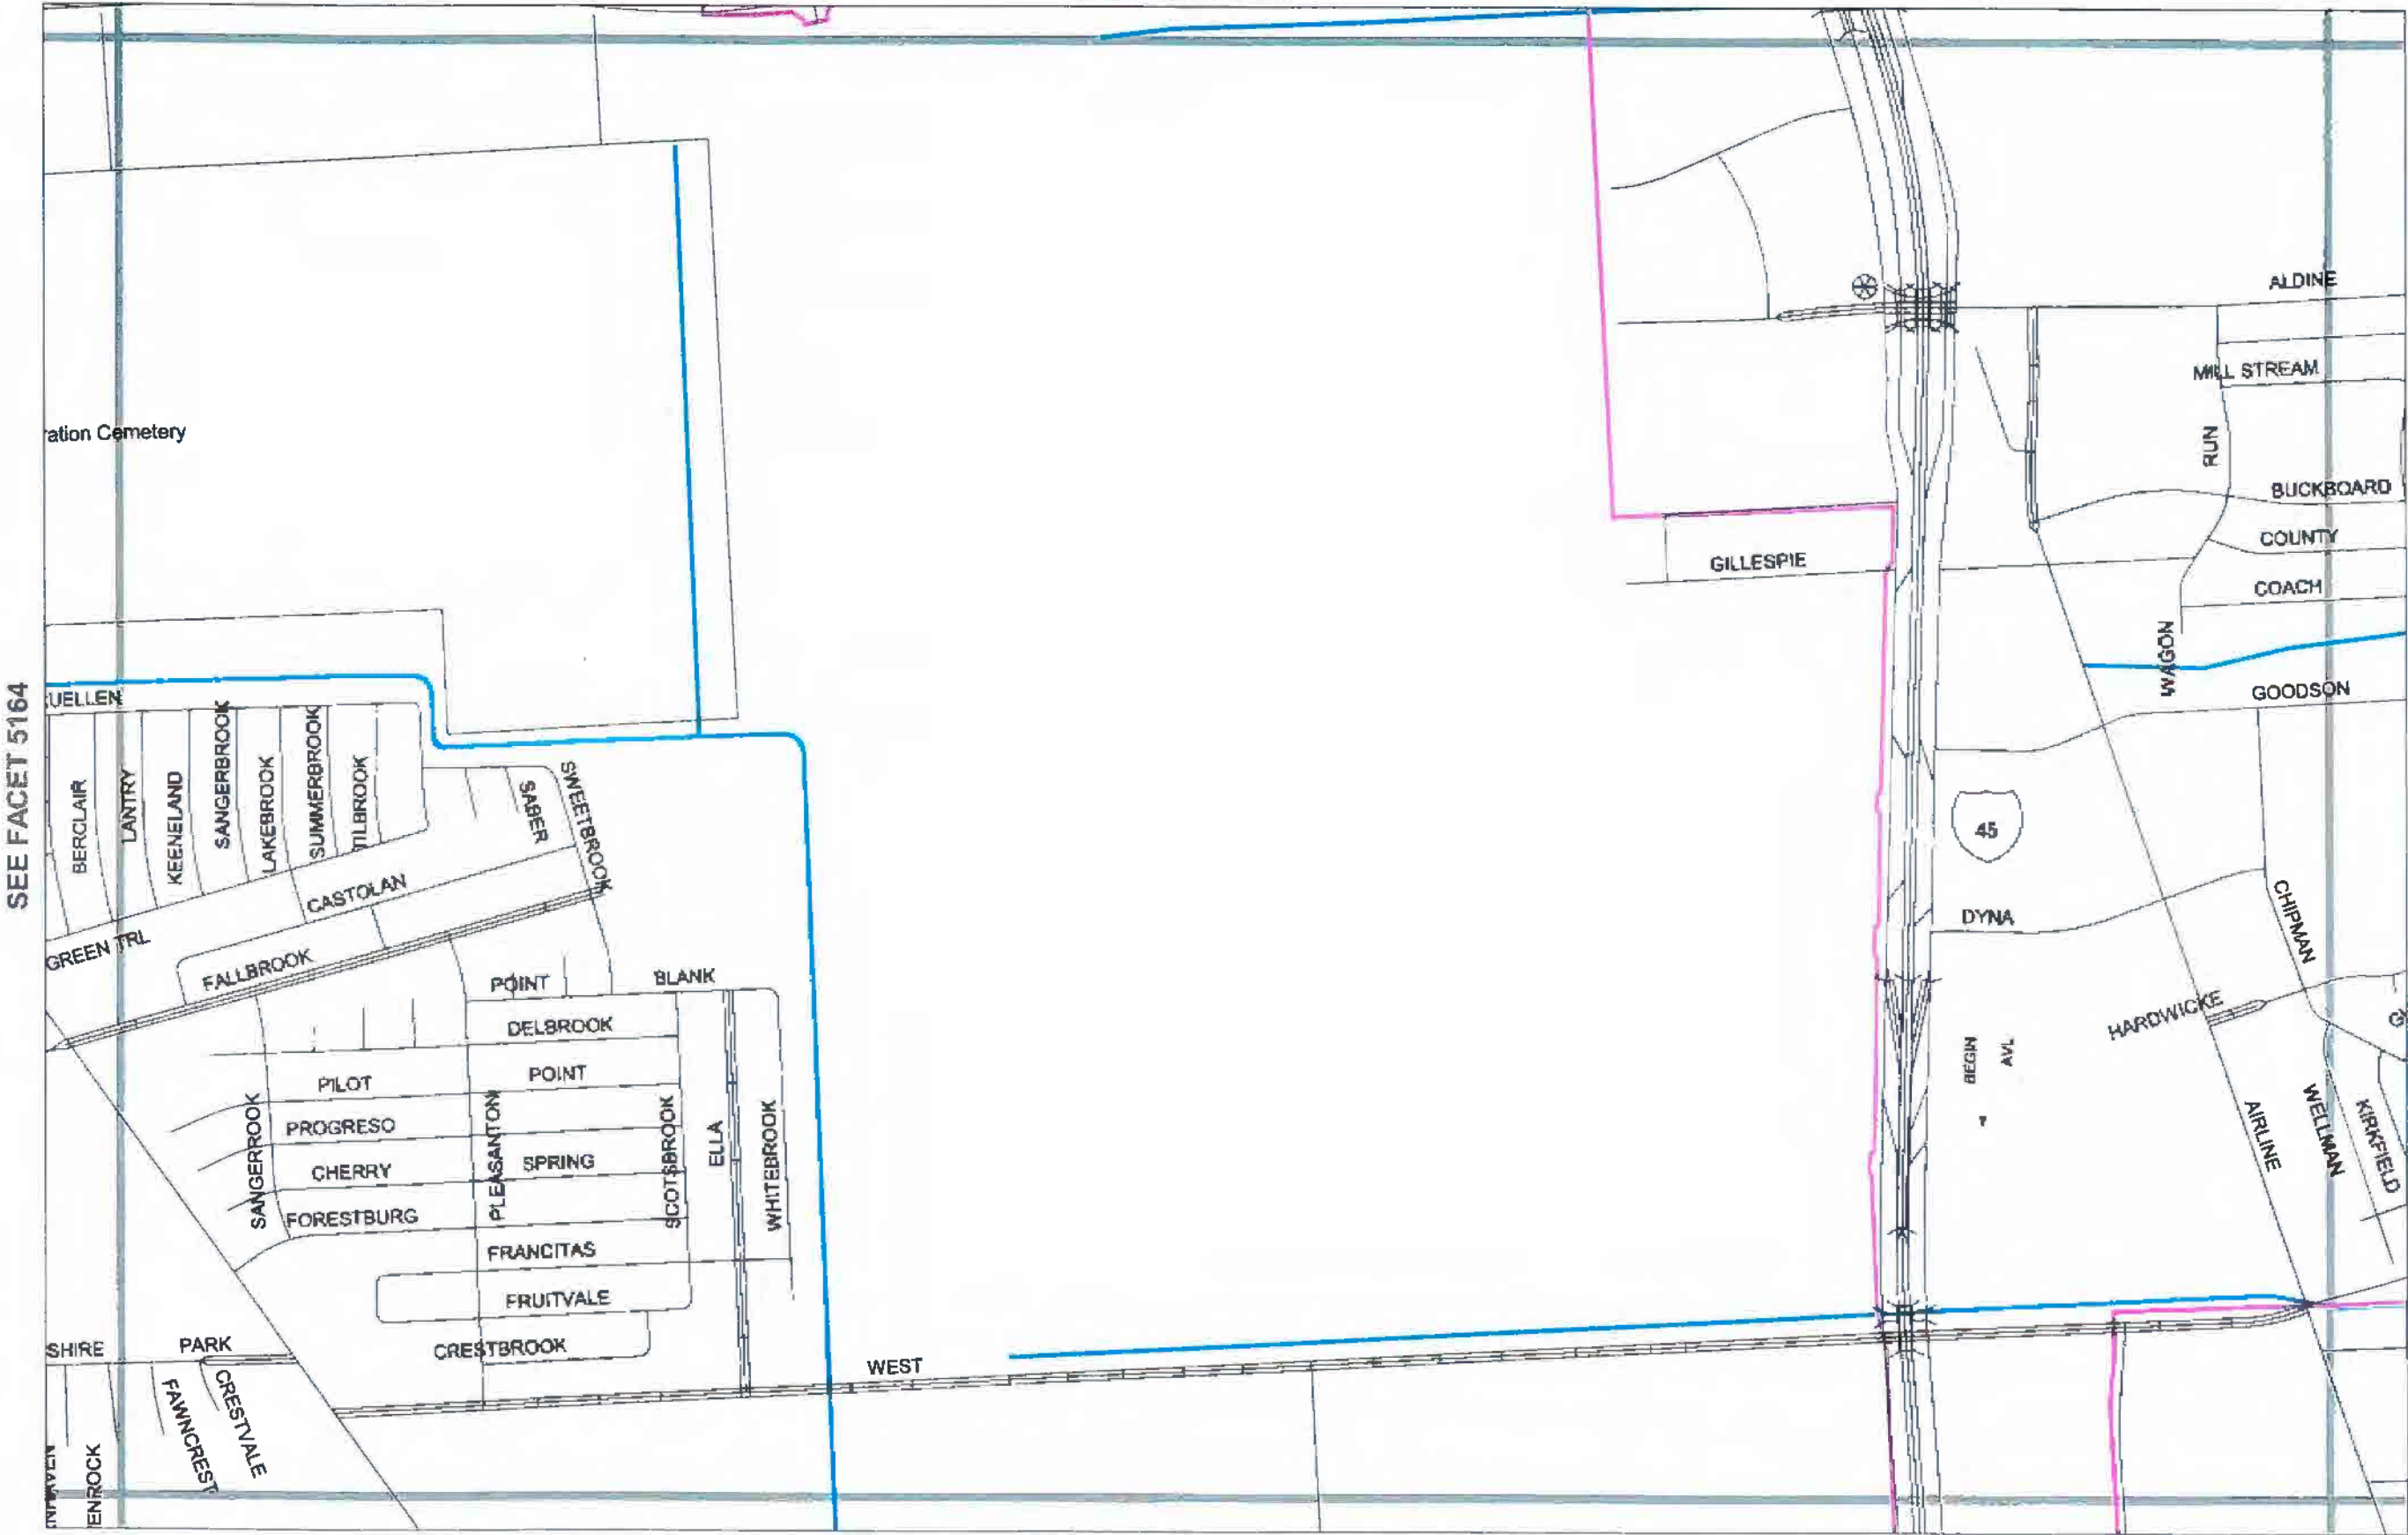 ALDINE
MILL STREAM
ation Cemetery
RUN
BUCKBOARD
COUNTY
GILLESPIE
COACH
WAGON
SEE FACET 5164
UELLEN
GOODSON
BERCLAIR
LANTRY
KEENELAND
SANGERBROOK
LAKEBROOK
SUMMERBROOK
TILBROOK
SABER
SWEETBROOK
45
CASTOLAN
DYNA
CHIPMAN
GREEN TRL
FALLBROOK
POINT
BLANK
DELBROOK
HARDWICKE
G
BEGIN
AVL
PILOT
POINT
SANGERBROOK
PROGRESO
PLEASANTON
SCOTSBROOK
ELLA
WHITEBROOK
CHERRY
SPRING
AIRLINE
WELLMAN
KIRKFIELD
FORESTBURG
FRANCITAS
FRUITVALE
SHIRE
PARK
CRESTBROOK
WEST
FAWNCREST
CRESTVALE
ENROCK